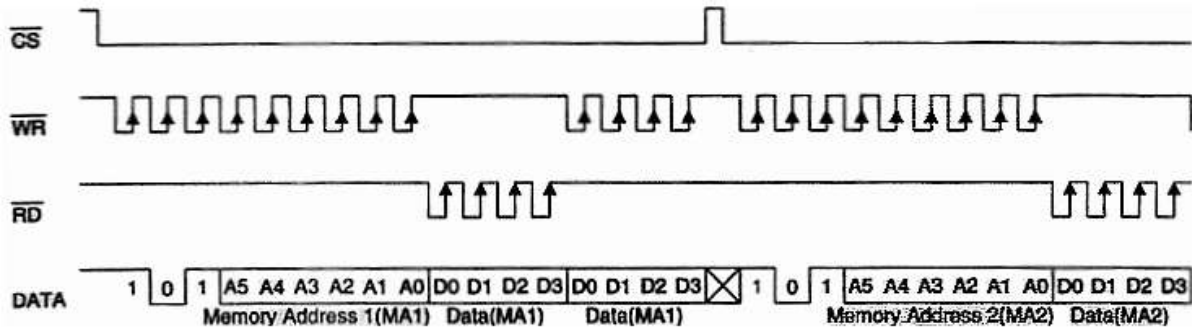 CS
WR
RD
DATA 1 0 1 A5 A4 A3 A2 A1 A0 D0 D1 D2 D3 D0 D1 D2 D3 1 0 1 A5 A4 A3 A2 A1 A0 D0 D1 D2 D3
Memory Address 1(MA1) Data(MA1) Data(MA1) Memory Address 2(MA2) Data(MA2)